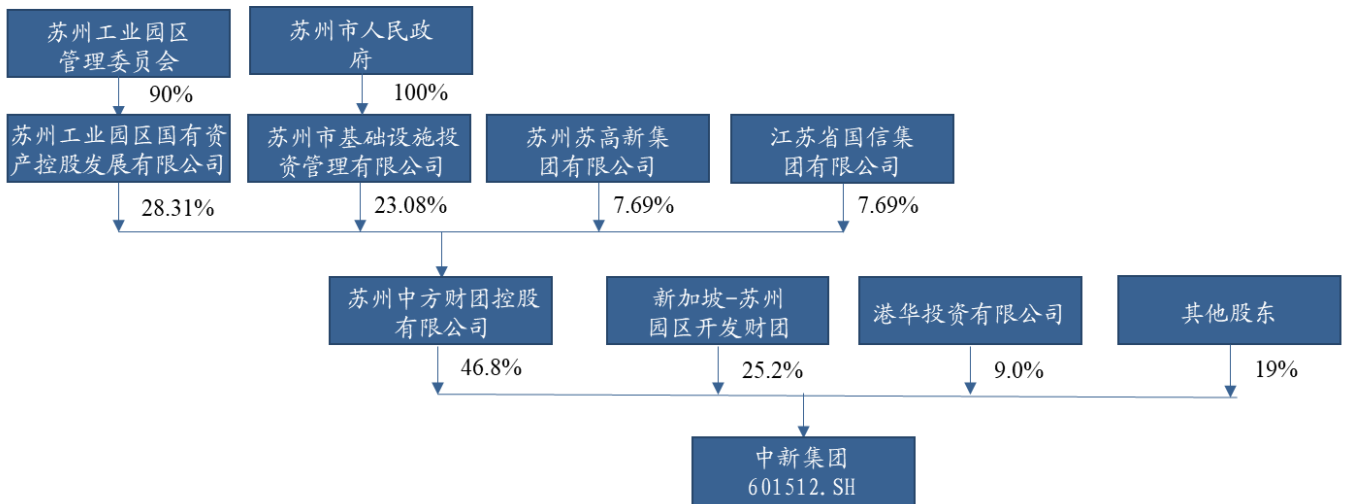 苏州工业园区
管理委员会
苏州市人民政
府
90%
100%
苏州工业园区国有资
产控股发展有限公司
苏州市基础设施投
资管理有限公司
苏州苏高新集
团有限公司
江苏省国信集
团有限公司
28.31%
23.08%
7.69%
7.69%
苏州中方财团控股
有限公司
新加坡-苏州
园区开发财团
港华投资有限公司
其他股东
46.8%
25.2%
9.0%
19%
中新集团
601512.SH